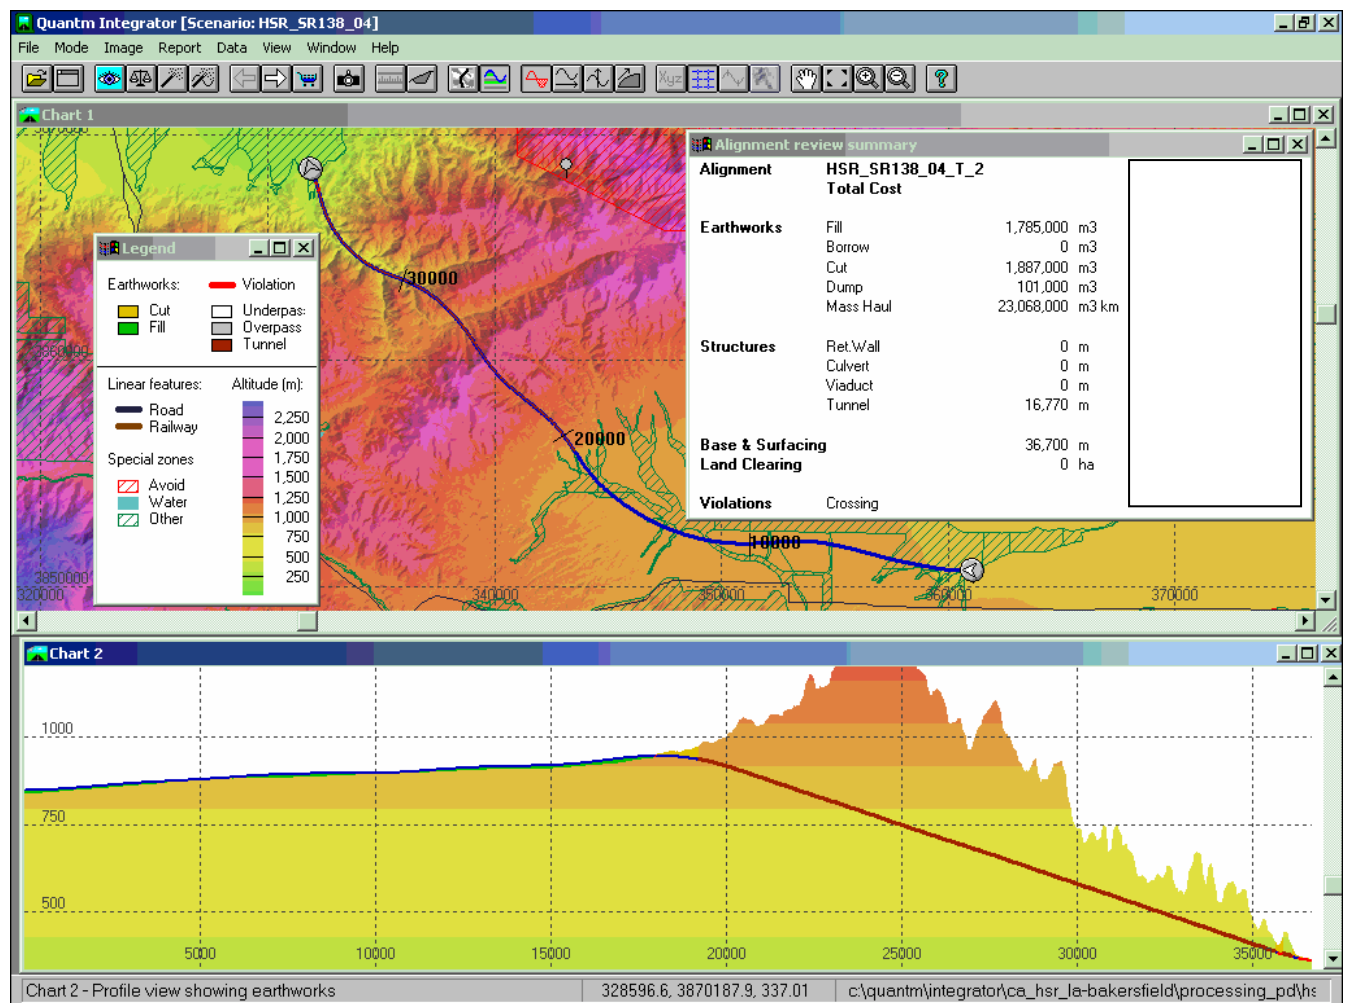 Quantm Integrator [Scenario: HSR_SR138_04]
File Mode Image Report Data View Window Help
Xyz
?
Chart 1
3870000
3860000
3850000
320000 340000 350000 360000 370000
30000
20000
10000
Legend
Earthworks: Violation
Cut Underpas:
Fill Overpass
Tunnel
Linear features: Altitude (m):
Road
Railway
Special zones
Avoid
Water
Other
2,250
2,000
1,750
1,500
1,250
1,000
750
500
250
Alignment review summary
Alignment HSR_SR138_04_T_2
Total Cost
Earthworks Fill 1,785,000 m3
Borrow 0 m3
Cut 1,887,000 m3
Dump 101,000 m3
Mass Haul 23,068,000 m3 km
Structures Ret.Wall 0 m
Culvert 0 m
Viaduct 0 m
Tunnel 16,770 m
Base & Surfacing 36,700 m
Land Clearing 0 ha
Violations Crossing
Chart 2
1000
750
500
5000 10000 15000 20000 25000 30000 35000
Chart 2 - Profile view showing earthworks 328596.6, 3870187.9, 337.01 c:\quantm\integrator\ca_hsr_la-bakersfield\processing_pd\hs